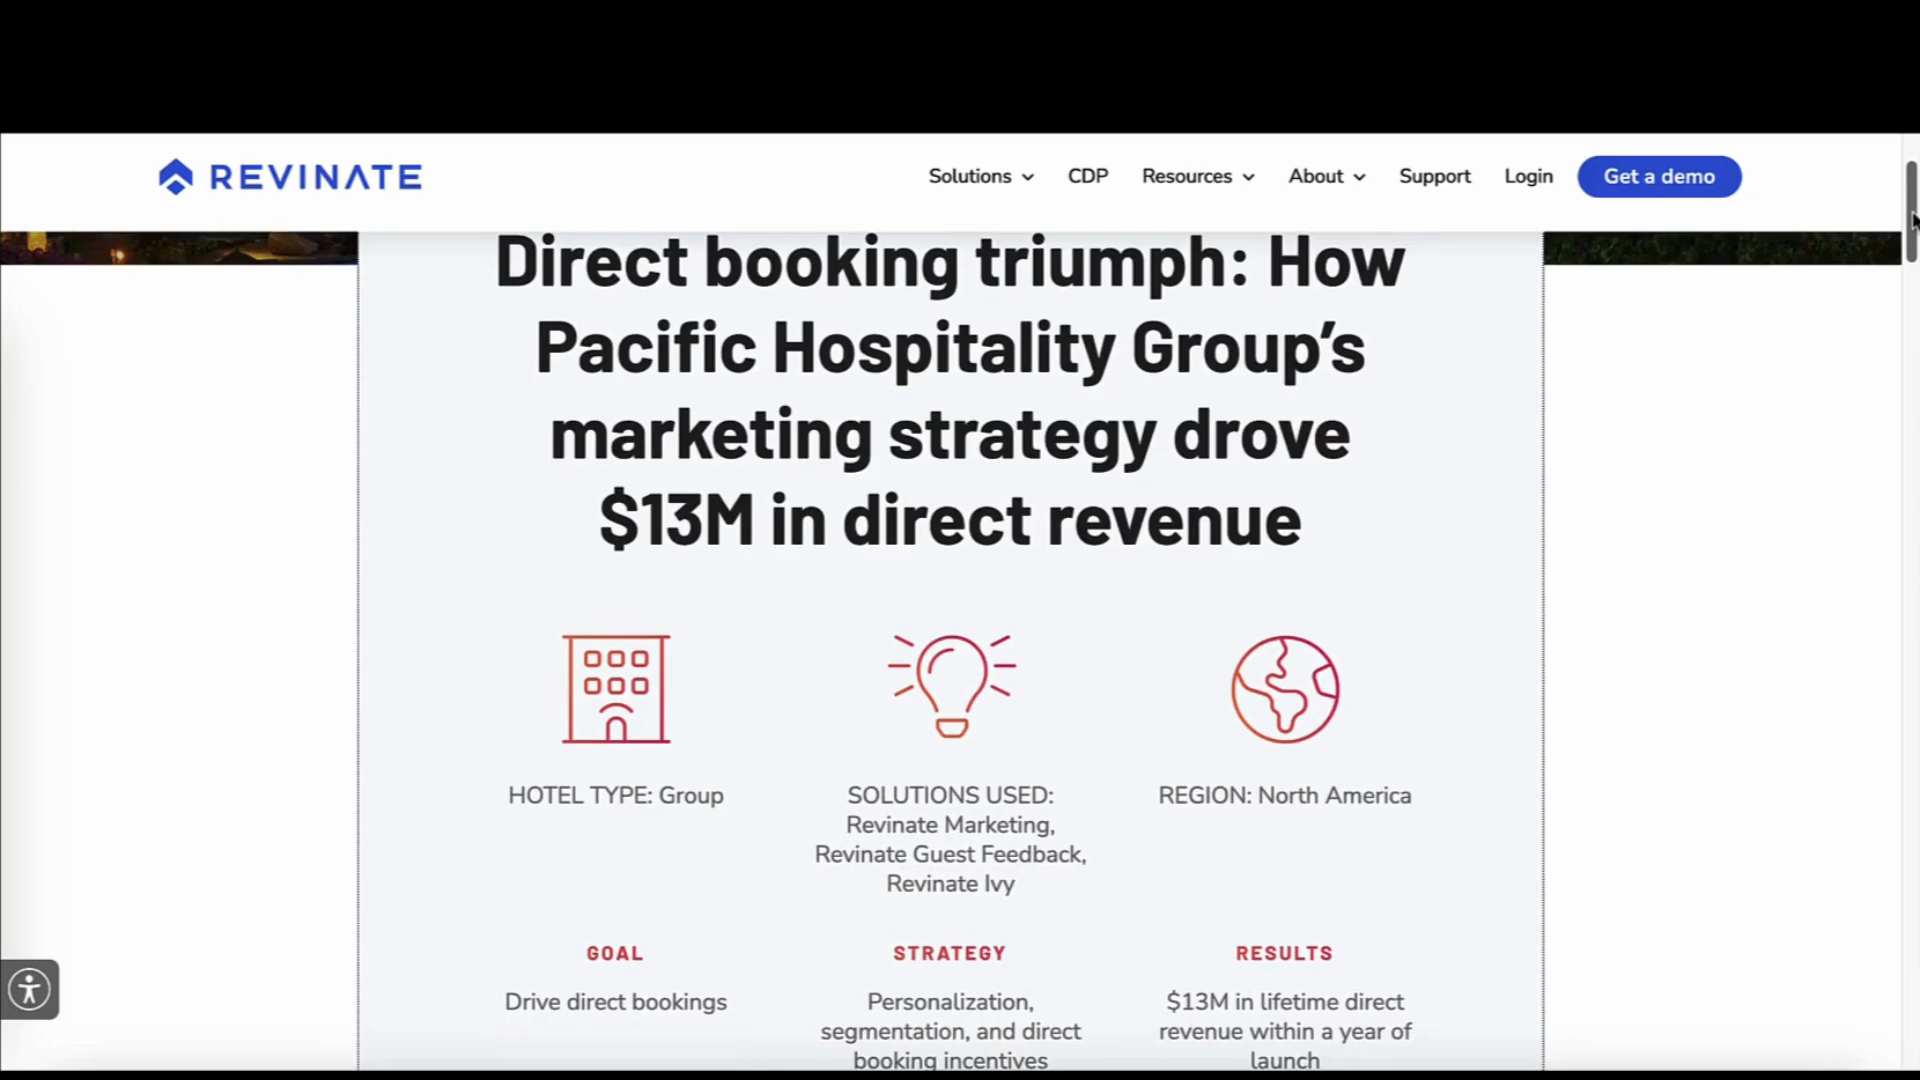 REVINATE
Solutions CDP Resources About Support Login Get a demo
Direct booking triumph: How
Pacific Hospitality Group’s
marketing strategy drove
$13M in direct revenue
HOTEL TYPE: Group
SOLUTIONS USED:
Revinate Marketing,
Revinate Guest Feedback,
Revinate Ivy
REGION: North America
GOAL
Drive direct bookings
STRATEGY
Personalization,
segmentation, and direct
booking incentives
RESULTS
$13M in lifetime direct
revenue within a year of
launch